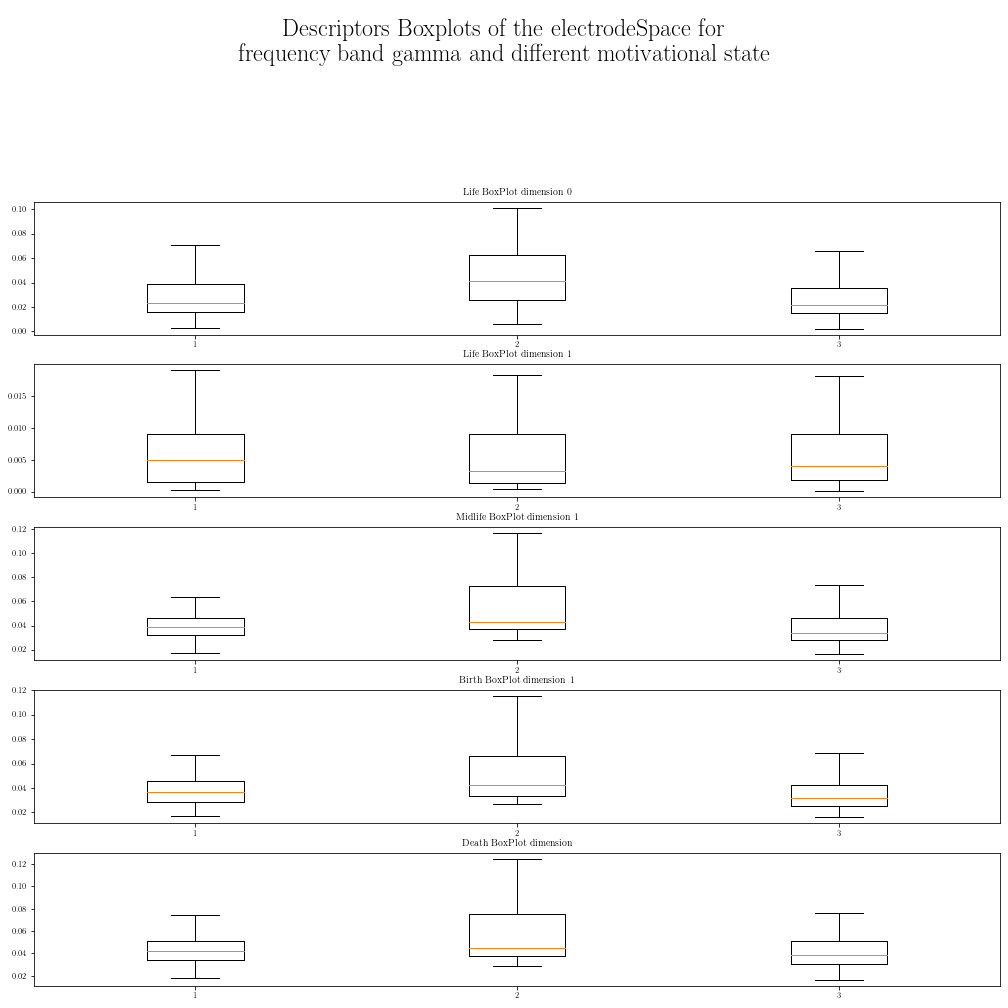 Descriptors Boxplots of the electrodeSpace for
frequency band gamma and different motivational state
Life BoxPlot dimension 0
0.10
0.08
0.06
0.04
0.02
0.00
1 2 3
Life BoxPlot dimension 1
0.015
0.010
0.005
0.000
1 2 3
Midlife BoxPlot dimension 1
0.12
0.10
0.08
0.06
0.04
0.02
1 2 3
Birth BoxPlot dimension 1
0.12
0.10
0.08
0.06
0.04
0.02
1 2 3
Death BoxPlot dimension
0.12
0.10
0.08
0.06
0.04
0.02
1 2 3